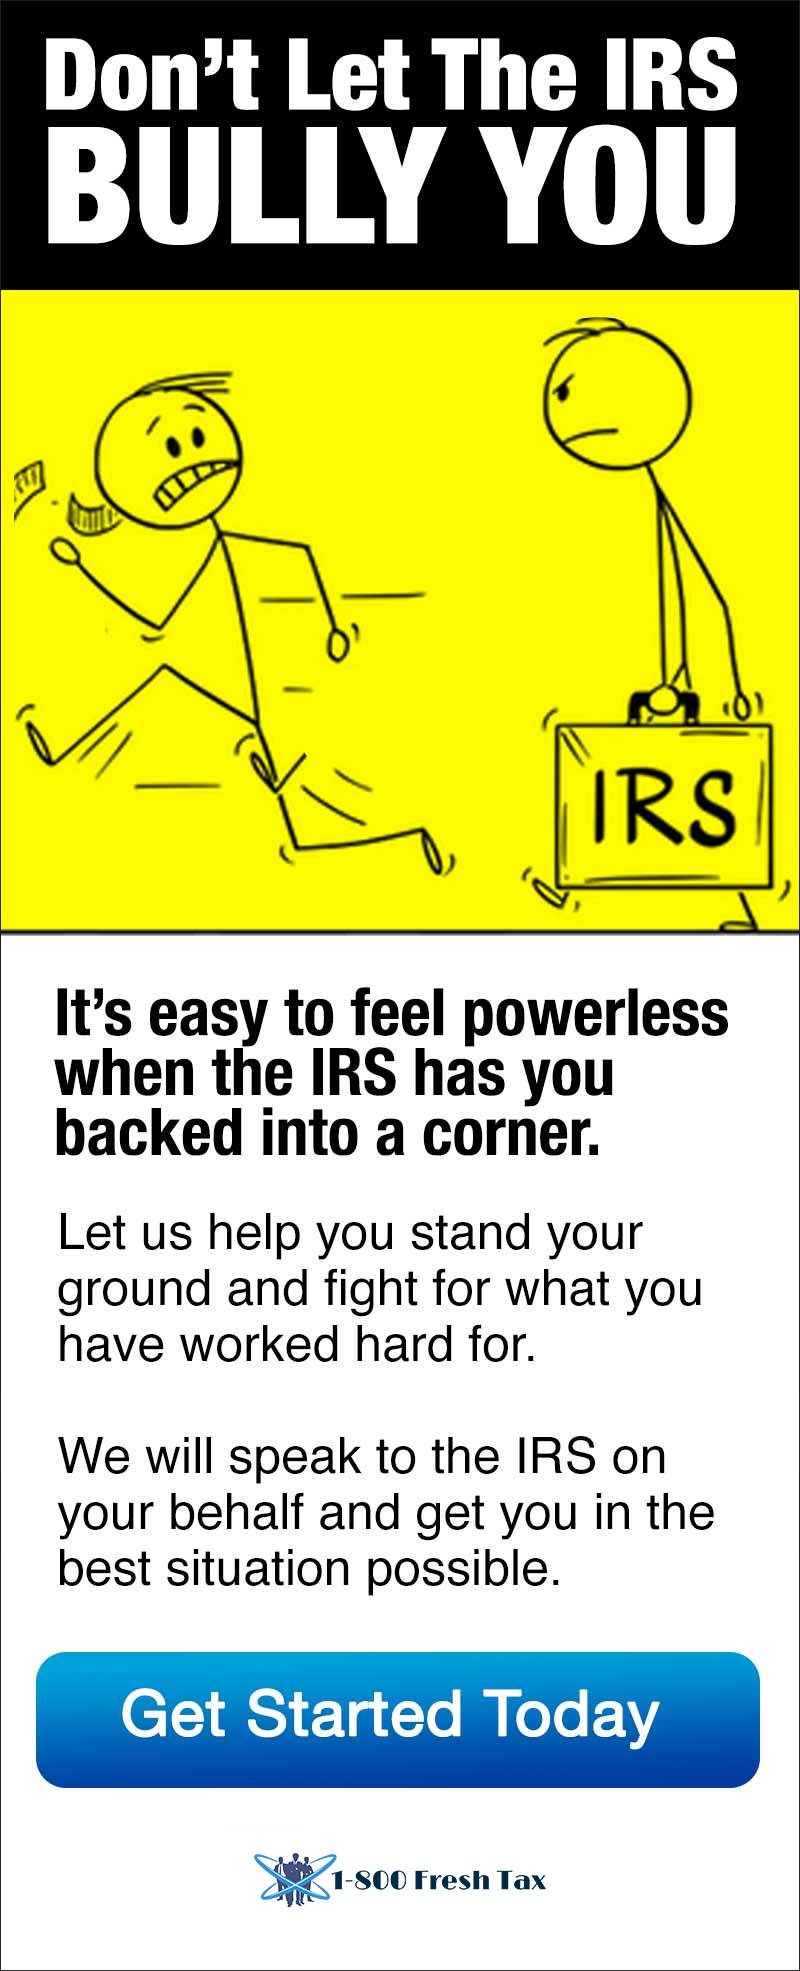 Don’t Let The IRS
BULLY YOU
IRS
It’s easy to feel powerless
when the IRS has you
backed into a corner.
Let us help you stand your
ground and fight for what you
have worked hard for.
We will speak to the IRS on
your behalf and get you in the
best situation possible.
Get Started Today
1-800 Fresh Tax